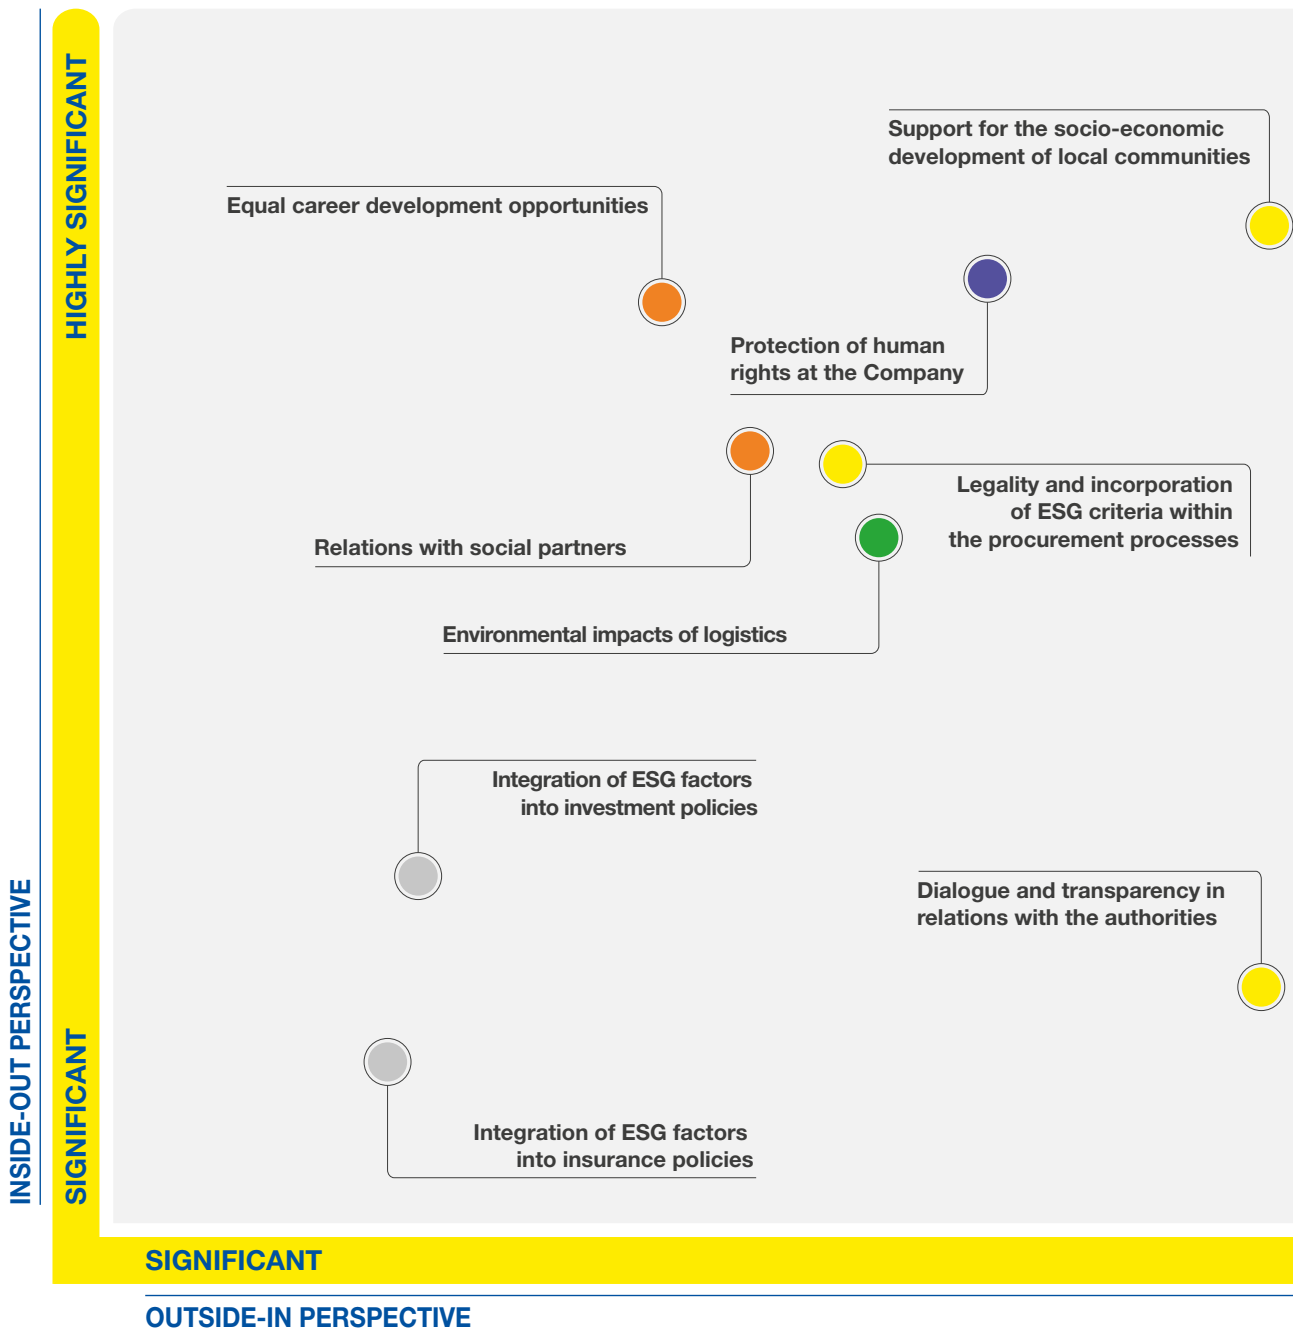 HIGHLY SIGNIFICANT
Support for the socio-economic
development of local communities
Equal career development opportunities
Protection of human
rights at the Company
Legality and incorporation
of ESG criteria within
the procurement processes
Relations with social partners
Environmental impacts of logistics
Integration of ESG factors
into investment policies
Dialogue and transparency in
relations with the authorities
INSIDE-OUT PERSPECTIVE
SIGNIFICANT
Integration of ESG factors
into insurance policies
SIGNIFICANT
OUTSIDE-IN PERSPECTIVE